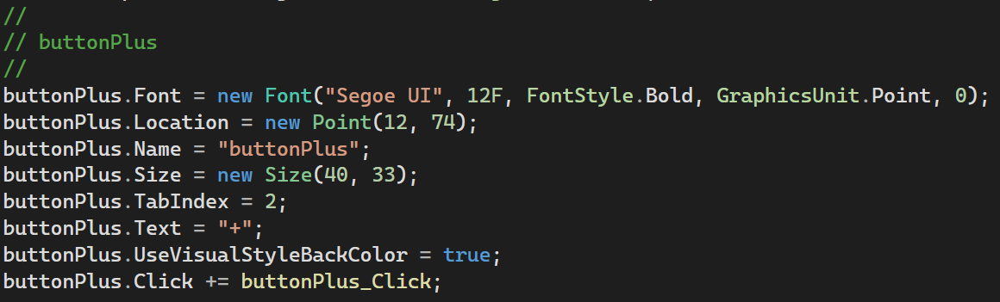 //
// buttonPlus
//
buttonPlus.Font = new Font("Segoe UI", 12F, FontStyle.Bold, GraphicsUnit.Point, 0);
buttonPlus.Location = new Point(12, 74);
buttonPlus.Name = "buttonPlus";
buttonPlus.Size = new Size(40, 33);
buttonPlus.TabIndex = 2;
buttonPlus.Text = "+";
buttonPlus.UseVisualStyleBackColor = true;
buttonPlus.Click += buttonPlus_Click;